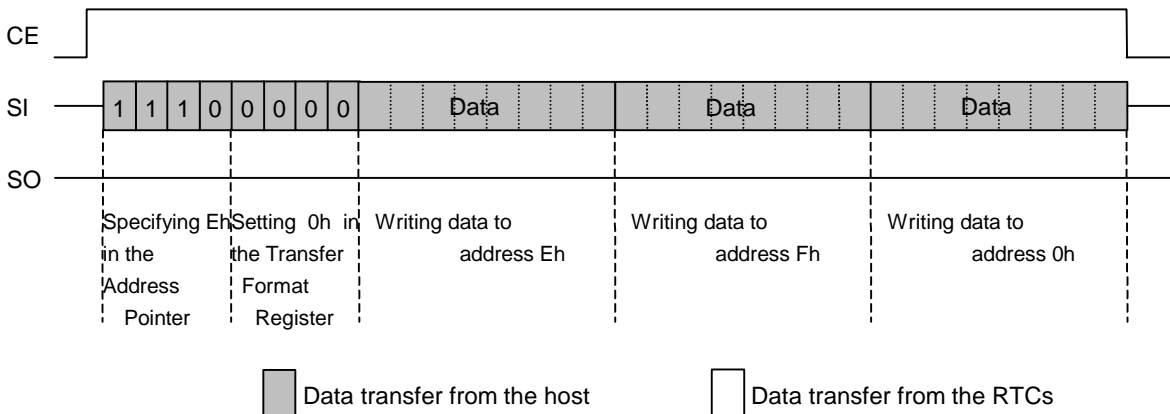 CE
SI 1 1 1 0 0 0 0 0 Data Data Data
SO
Specifying Eh Setting 0h in Writing data to Writing data to Writing data to
in the the Transfer address Eh address Fh address 0h
Address Format
Pointer Register
Data transfer from the host Data transfer from the RTCs